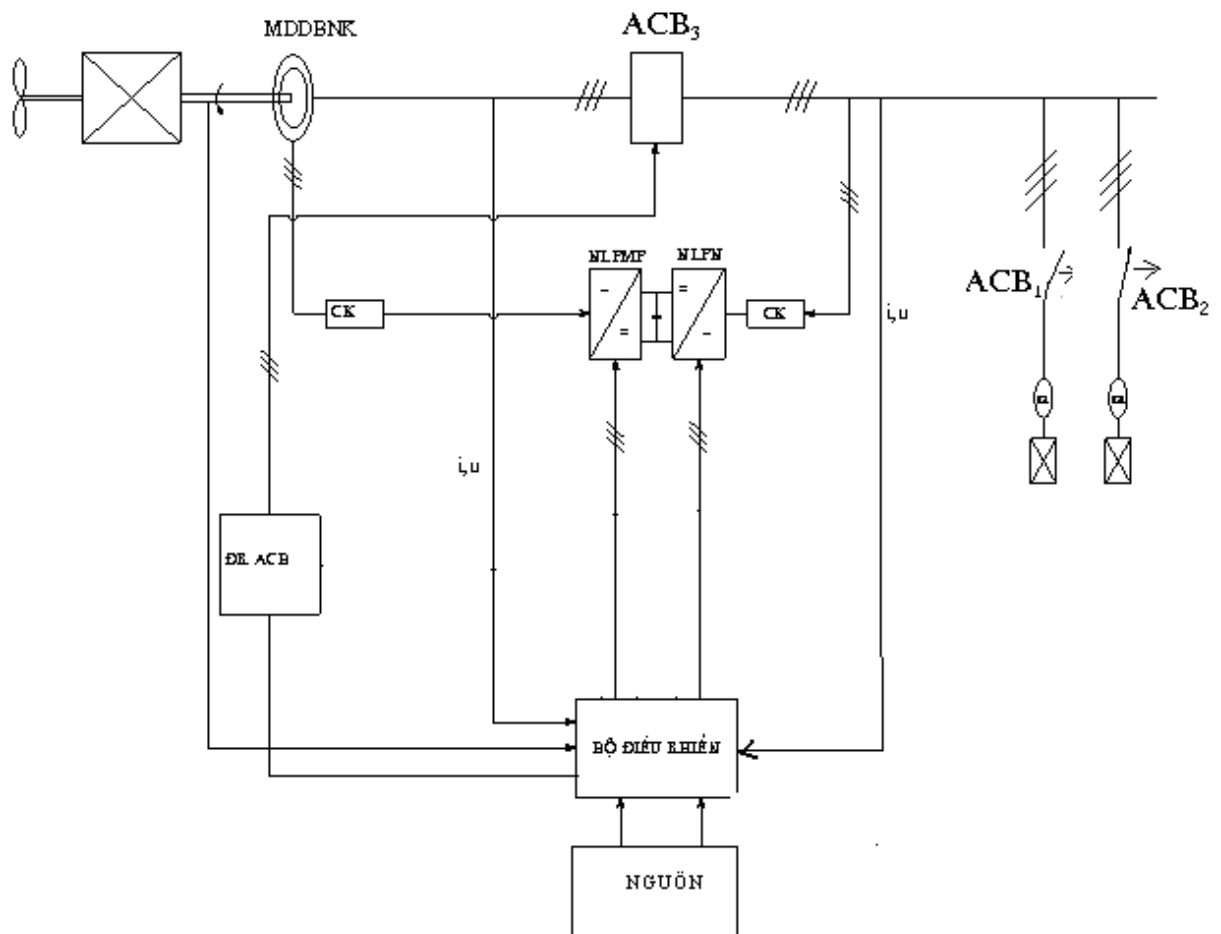 MDDBNK
ACB₃
NLFMF
NLFN
CK
CK
ACB₁
ACB₂
i,u
i,u
ĐK ACB
BỘ ĐIỀU KHIỂN
NGUỒN